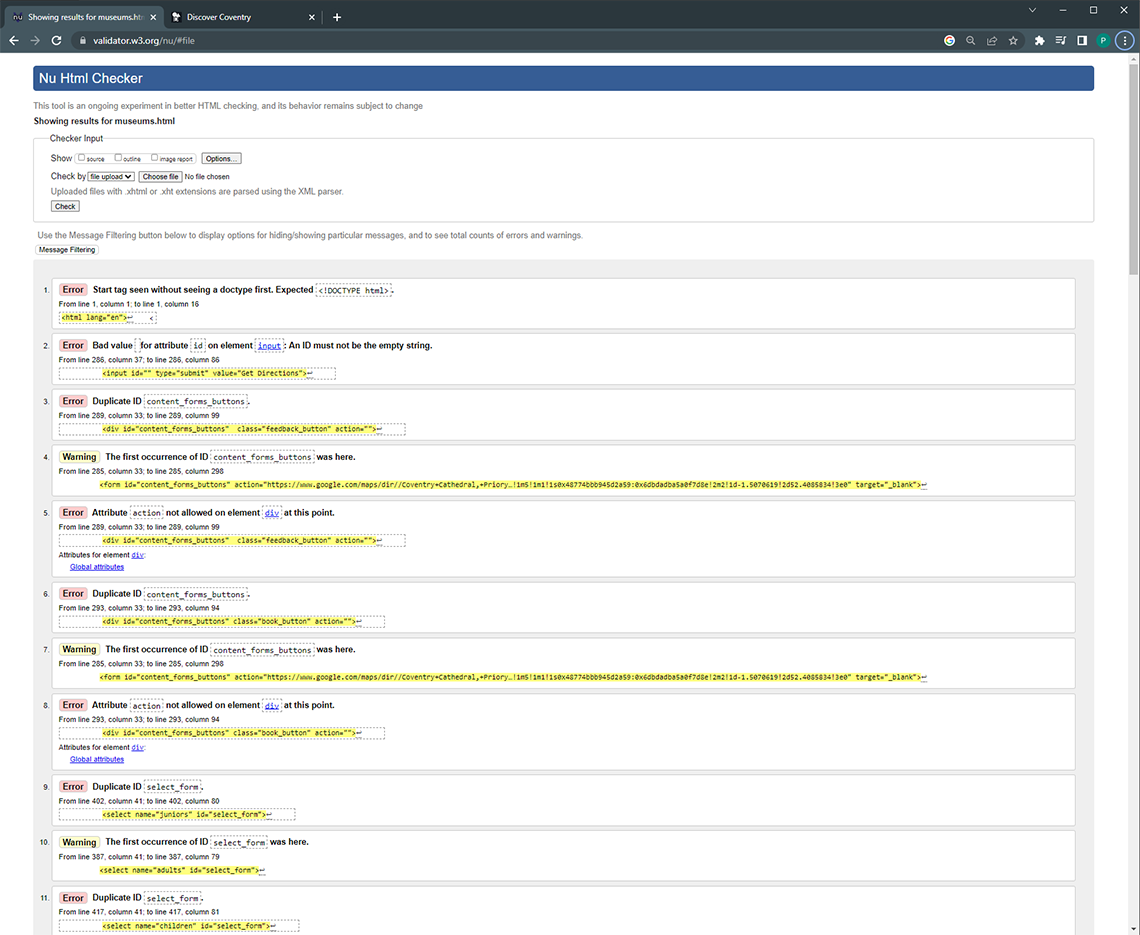 Showing results for museums.htm
Discover Coventry
validator.w3.org/nu/#file
P
Nu Html Checker
This tool is an ongoing experiment in better HTML checking, and its behavior remains subject to change
Showing results for museums.html
Checker Input
Show source outline image report Options...
Check by file upload Choose file No file chosen
Uploaded files with .xhtml or .xht extensions are parsed using the XML parser.
Check
Use the Message Filtering button below to display options for hiding/showing particular messages, and to see total counts of errors and warnings.
Message Filtering
1. Error Start tag seen without seeing a doctype first. Expected <!DOCTYPE html>.
From line 1, column 1; to line 1, column 16
<html lang="en">↩ <
2. Error Bad value for attribute id on element input: An ID must not be the empty string.
From line 286, column 37; to line 286, column 86
<input id="" type="submit" value="Get Directions">↩
3. Error Duplicate ID content_forms_buttons.
From line 289, column 33; to line 289, column 99
<div id="content_forms_buttons"  class="feedback_button" action="">↩
4. Warning The first occurrence of ID content_forms_buttons was here.
From line 285, column 33; to line 285, column 298
<form id="content_forms_buttons" action="https://www.google.com/maps/dir//Coventry+Cathedral,+Priory…!1m5!1m1!1s0x48774bbb945d2a59:0x6dbdadba5a0f7d8e!2m2!1d-1.5070619!2d52.4085834!3e0" target="_blank">↩
5. Error Attribute action not allowed on element div at this point.
From line 289, column 33; to line 289, column 99
<div id="content_forms_buttons"  class="feedback_button" action="">↩
Attributes for element div:
Global attributes
6. Error Duplicate ID content_forms_buttons.
From line 293, column 33; to line 293, column 94
<div id="content_forms_buttons" class="book_button" action="">↩
7. Warning The first occurrence of ID content_forms_buttons was here.
From line 285, column 33; to line 285, column 298
<form id="content_forms_buttons" action="https://www.google.com/maps/dir//Coventry+Cathedral,+Priory…!1m5!1m1!1s0x48774bbb945d2a59:0x6dbdadba5a0f7d8e!2m2!1d-1.5070619!2d52.4085834!3e0" target="_blank">↩
8. Error Attribute action not allowed on element div at this point.
From line 293, column 33; to line 293, column 94
<div id="content_forms_buttons" class="book_button" action="">↩
Attributes for element div:
Global attributes
9. Error Duplicate ID select_form.
From line 402, column 41; to line 402, column 80
<select name="juniors" id="select_form">↩
10. Warning The first occurrence of ID select_form was here.
From line 387, column 41; to line 387, column 79
<select name="adults" id="select_form">↩
11. Error Duplicate ID select_form.
From line 417, column 41; to line 417, column 81
<select name="children" id="select_form">↩